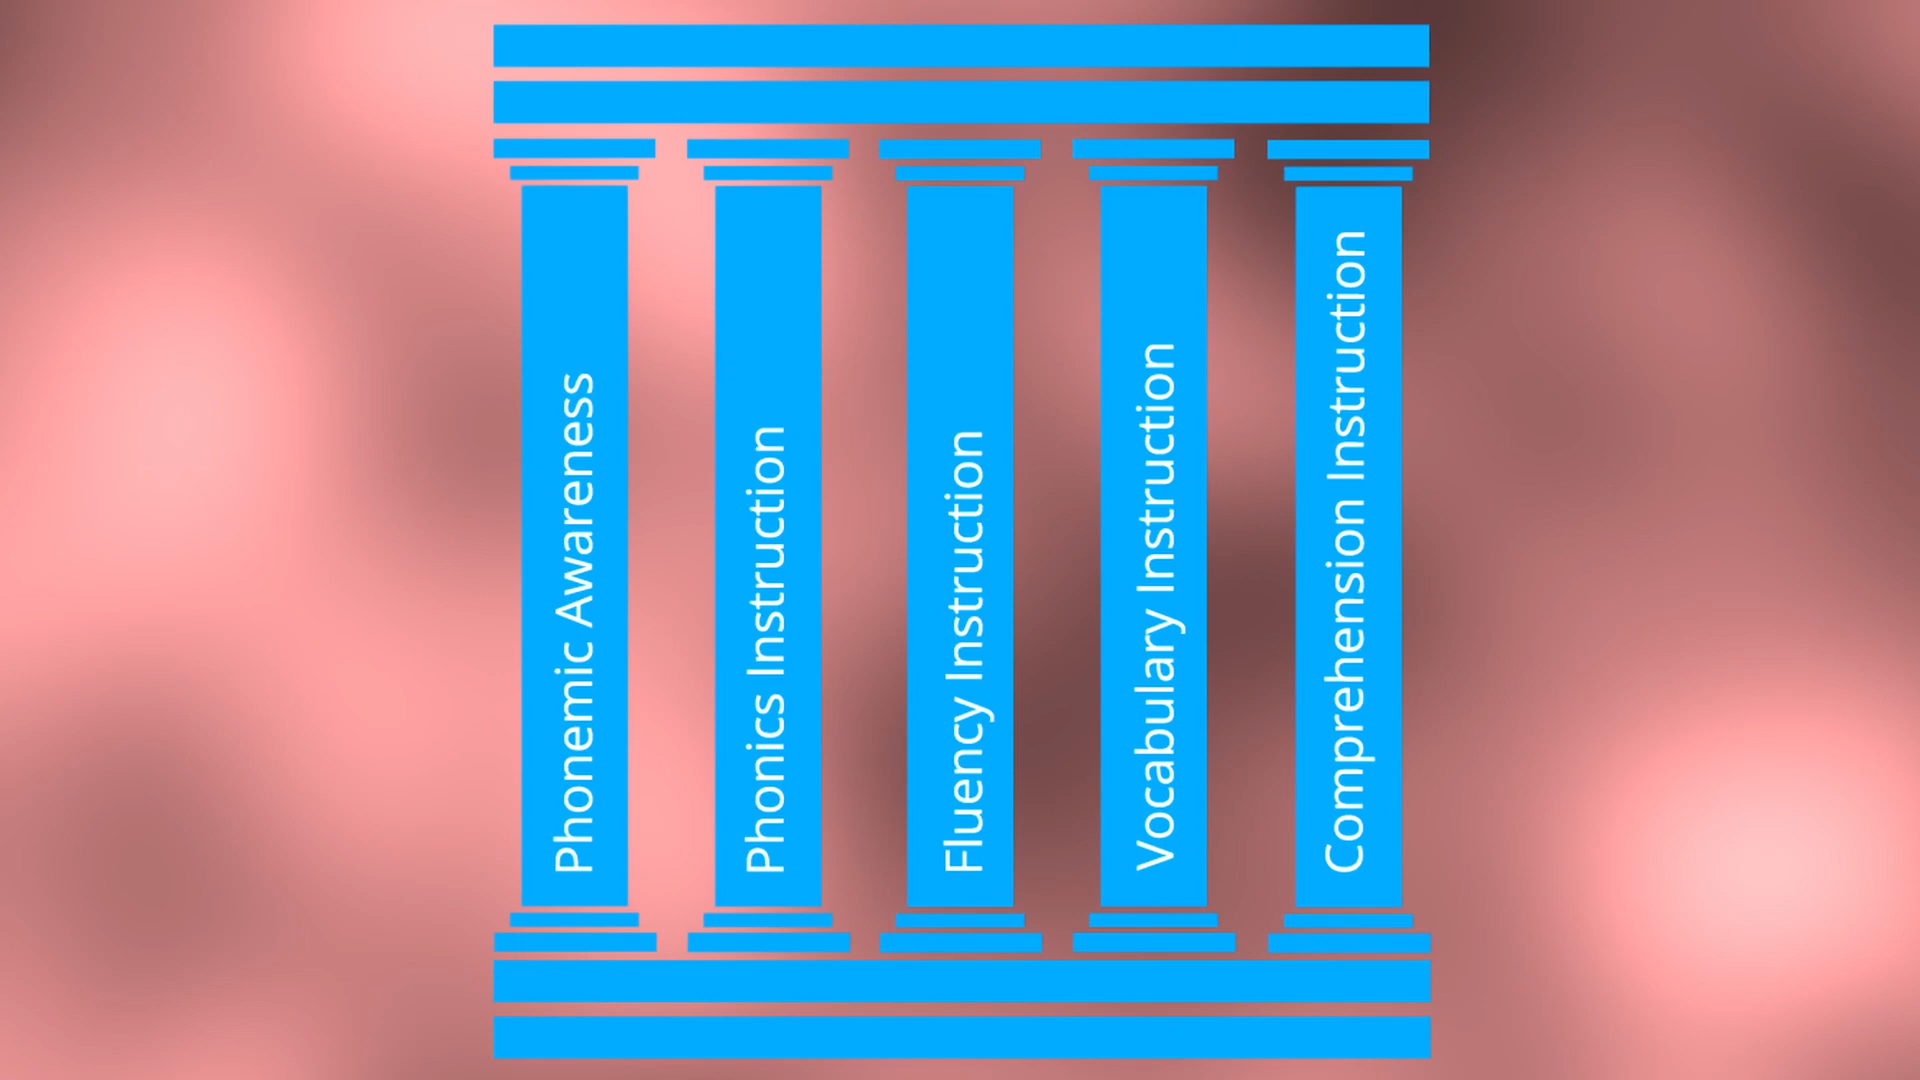 Phonemic Awareness
Phonics Instruction
Fluency Instruction
Vocabulary Instruction
Comprehension Instruction